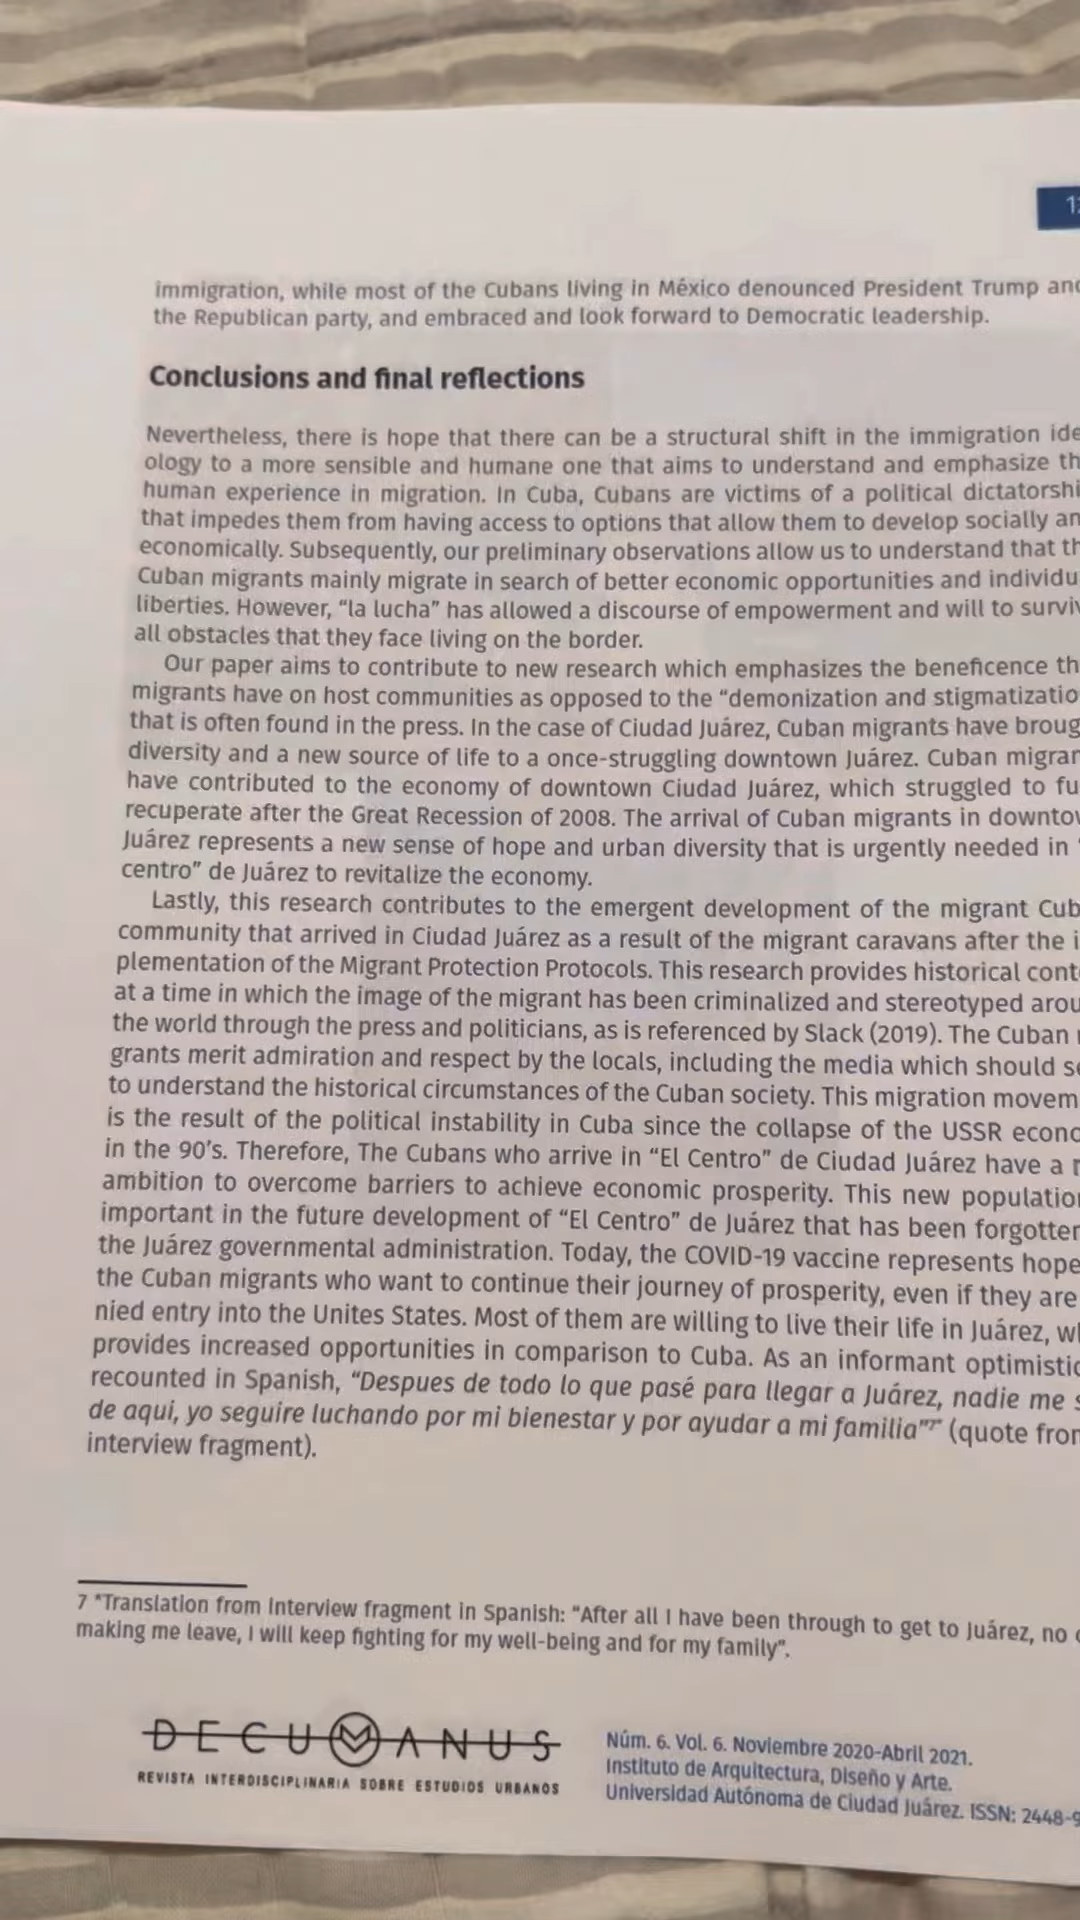 immigration, while most of the Cubans living in México denounced President Trump and
the Republican party, and embraced and look forward to Democratic leadership.
Conclusions and final reflections
Nevertheless, there is hope that there can be a structural shift in the immigration ide
ology to a more sensible and humane one that aims to understand and emphasize th
human experience in migration. In Cuba, Cubans are victims of a political dictatorshi
that impedes them from having access to options that allow them to develop socially an
economically. Subsequently, our preliminary observations allow us to understand that th
Cuban migrants mainly migrate in search of better economic opportunities and individu
liberties. However, “la lucha” has allowed a discourse of empowerment and will to surviv
all obstacles that they face living on the border.
Our paper aims to contribute to new research which emphasizes the beneficence th
migrants have on host communities as opposed to the “demonization and stigmatizatio
that is often found in the press. In the case of Ciudad Juárez, Cuban migrants have broug
diversity and a new source of life to a once-struggling downtown Juárez. Cuban migran
have contributed to the economy of downtown Ciudad Juárez, which struggled to fu
recuperate after the Great Recession of 2008. The arrival of Cuban migrants in downtow
Juárez represents a new sense of hope and urban diversity that is urgently needed in “
centro” de Juárez to revitalize the economy.
Lastly, this research contributes to the emergent development of the migrant Cub
community that arrived in Ciudad Juárez as a result of the migrant caravans after the i
plementation of the Migrant Protection Protocols. This research provides historical cont
at a time in which the image of the migrant has been criminalized and stereotyped arou
the world through the press and politicians, as is referenced by Slack (2019). The Cuban
grants merit admiration and respect by the locals, including the media which should se
to understand the historical circumstances of the Cuban society. This migration movem
is the result of the political instability in Cuba since the collapse of the USSR econo
in the 90’s. Therefore, The Cubans who arrive in “El Centro” de Ciudad Juárez have a
ambition to overcome barriers to achieve economic prosperity. This new population
important in the future development of “El Centro” de Juárez that has been forgotten
the Juárez governmental administration. Today, the COVID-19 vaccine represents hope
the Cuban migrants who want to continue their journey of prosperity, even if they are
nied entry into the Unites States. Most of them are willing to live their life in Juárez, wh
provides increased opportunities in comparison to Cuba. As an informant optimistic
recounted in Spanish, “Despues de todo lo que pasé para llegar a Juárez, nadie me s
de aqui, yo seguire luchando por mi bienestar y por ayudar a mi familia”⁷ (quote from
interview fragment).
7 *Translation from Interview fragment in Spanish: “After all I have been through to get to Juárez, no
making me leave, I will keep fighting for my well-being and for my family”.
DECUMANUS
REVISTA INTERDISCIPLINARIA SOBRE ESTUDIOS URBANOS
Núm. 6. Vol. 6. Noviembre 2020-Abril 2021.
Instituto de Arquitectura, Diseño y Arte.
Universidad Autónoma de Ciudad Juárez. ISSN: 2448-9